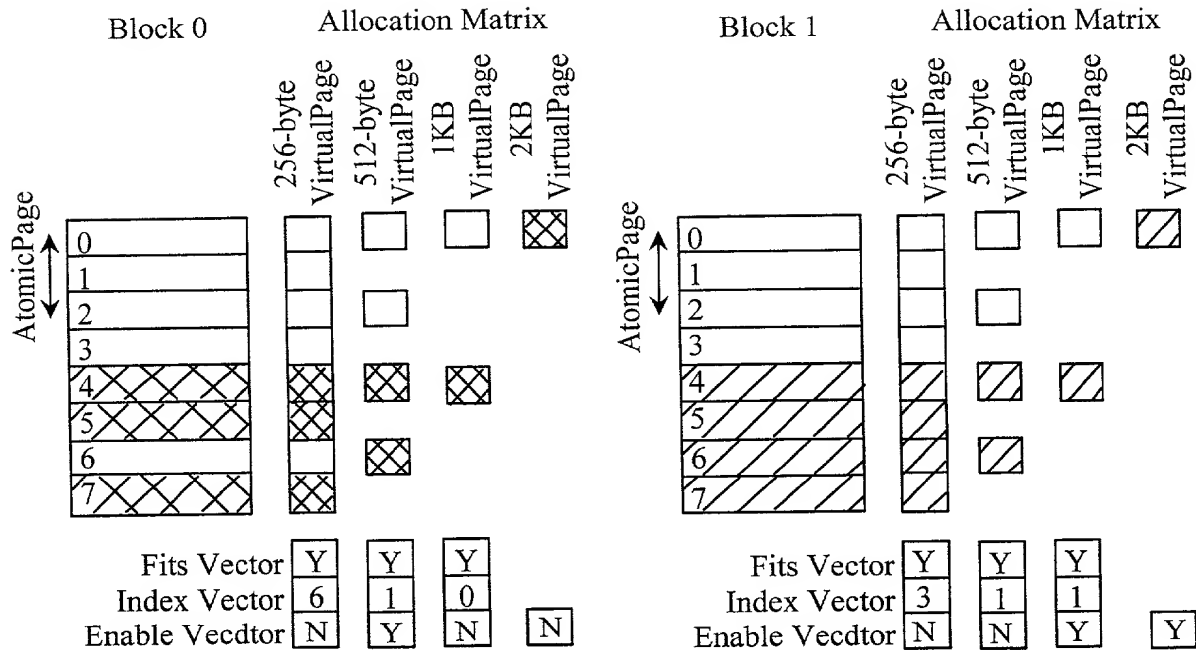 Block 0
Allocation Matrix
256-byte
VirtualPage
512-byte
VirtualPage
1KB
VirtualPage
2KB
VirtualPage
AtomicPage
0
1
2
3
4
5
6
7
Fits Vector Y Y Y
Index Vector 6 1 0
Enable Vecdtor N Y N N
Block 1
Allocation Matrix
256-byte
VirtualPage
512-byte
VirtualPage
1KB
VirtualPage
2KB
VirtualPage
AtomicPage
0
1
2
3
4
5
6
7
Fits Vector Y Y Y
Index Vector 3 1 1
Enable Vecdtor N N Y Y